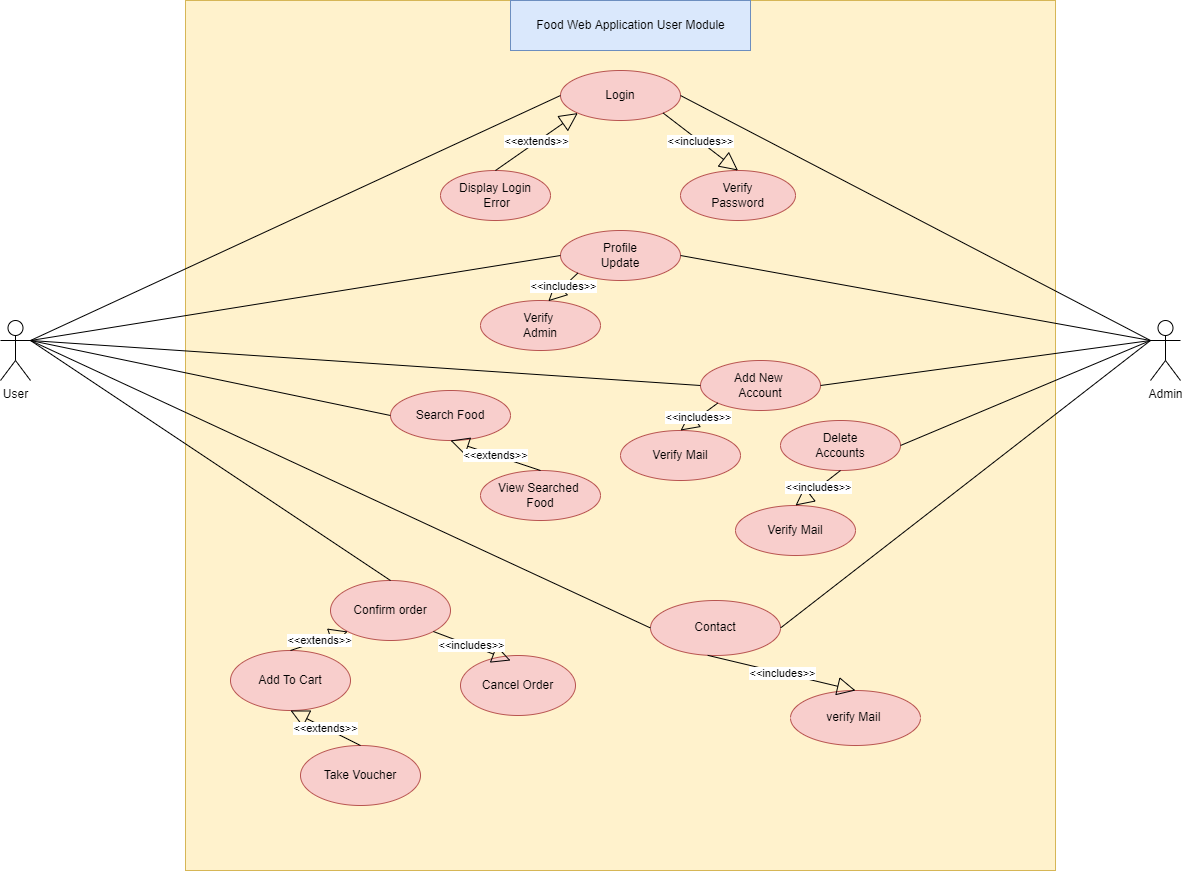 Food Web Application User Module
Login
<<extends>>
<<includes>>
Display Login
Error
Verify
Password
Profile
Update
<<includes>>
Verify
Admin
User
Admin
Add New
Account
<<includes>>
Search Food
<<extends>>
Verify Mail
Delete
Accounts
<<includes>>
View Searched
Food
Verify Mail
Confirm order
<<extends>>
<<includes>>
Contact
<<includes>>
Add To Cart
Cancel Order
<<extends>>
verify Mail
Take Voucher